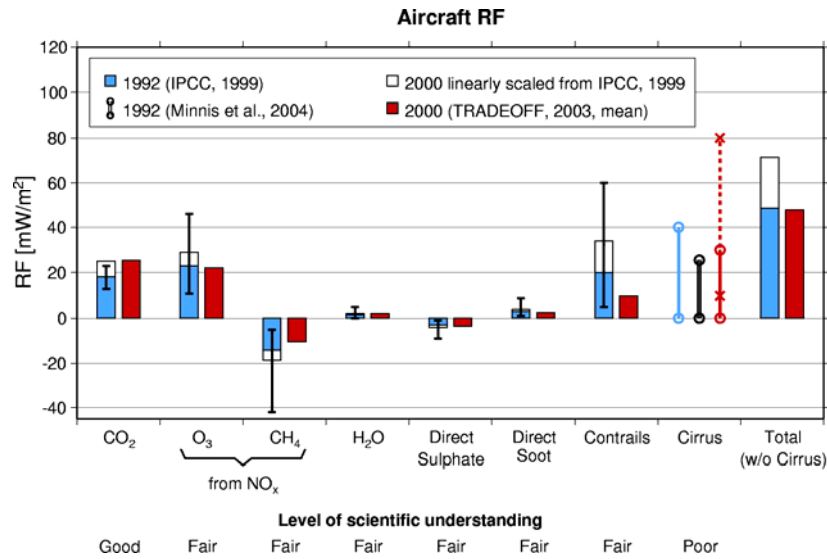 Aircraft RF
120
100
80
60
40
20
0
-20
-40
RF [mW/m²]
1992 (IPCC, 1999)
2000 linearly scaled from IPCC, 1999
1992 (Minnis et al., 2004)
2000 (TRADEOFF, 2003, mean)
CO₂ O₃ CH₄ H₂O Direct Direct Contrails Cirrus Total
Sulphate Soot (w/o Cirrus)
from NOₓ
Level of scientific understanding
Good Fair Fair Fair Fair Fair Fair Poor